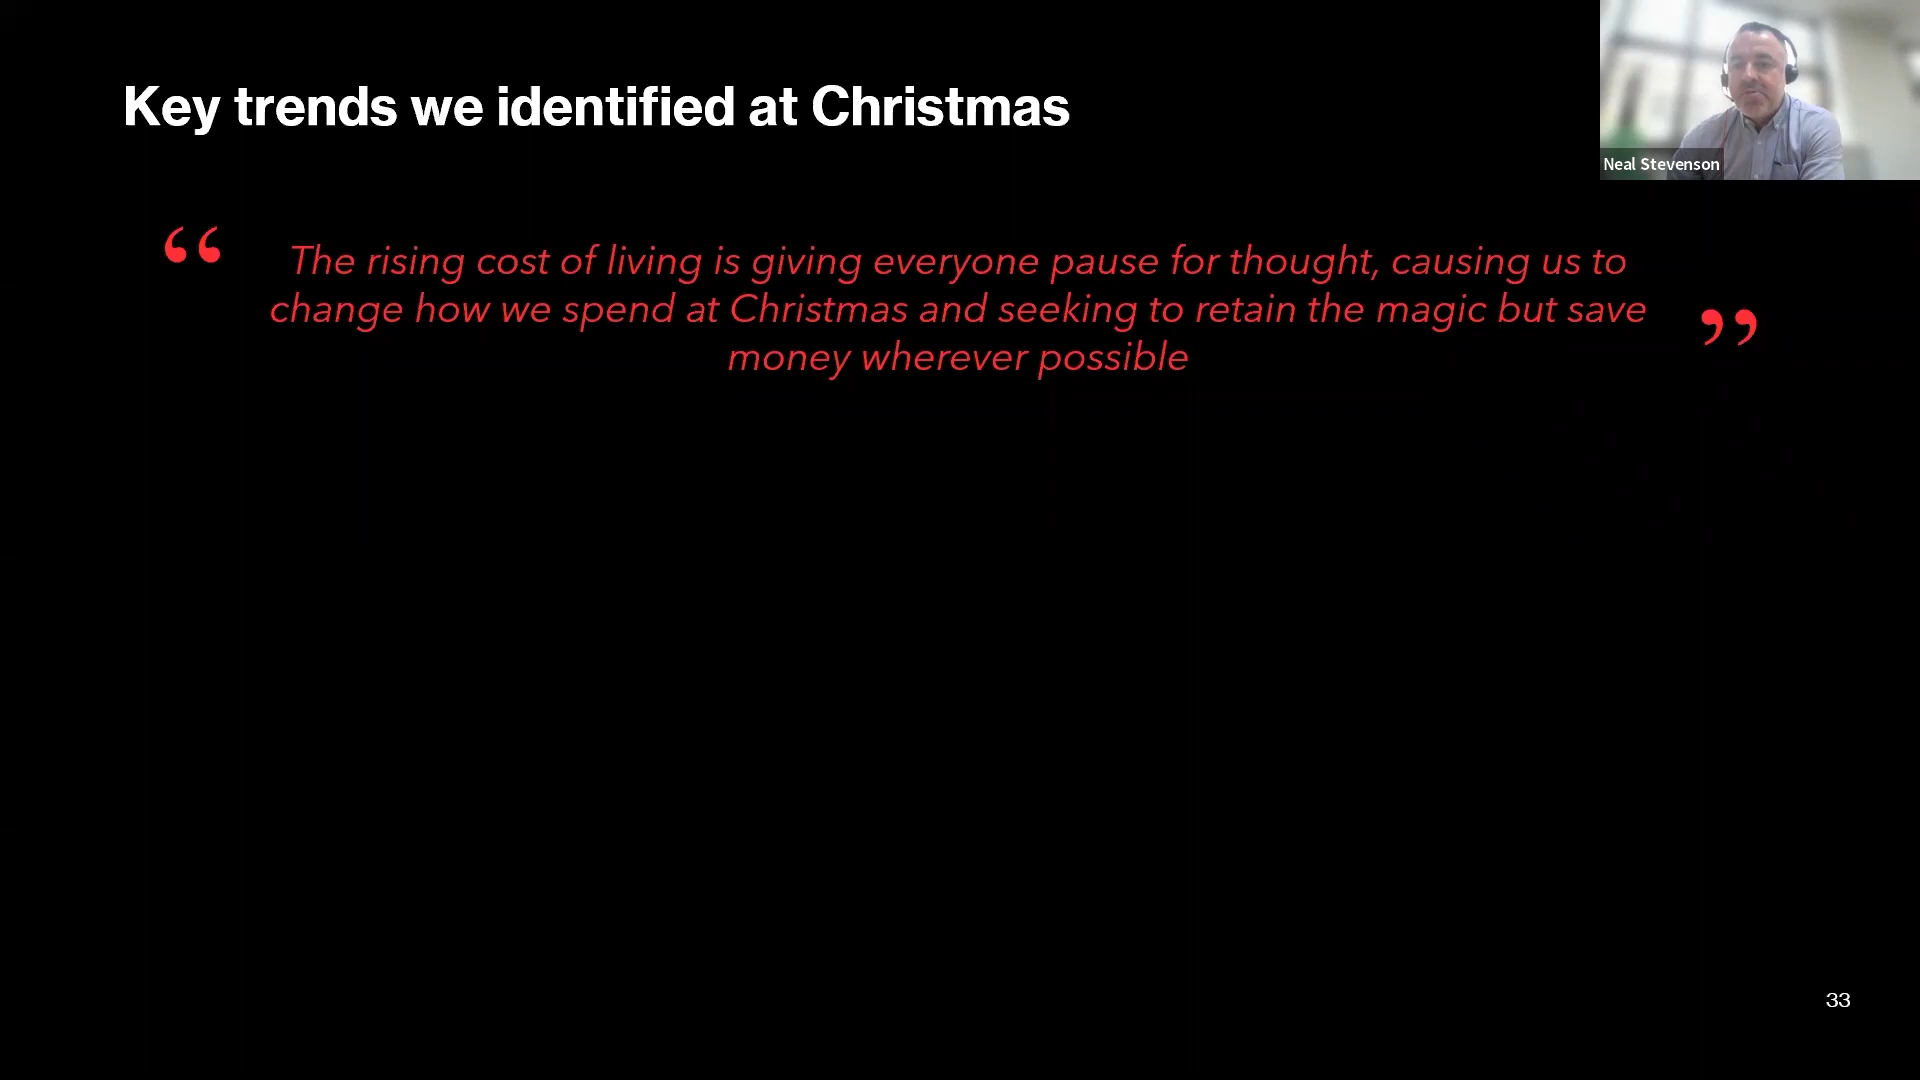 Key trends we identified at Christmas
Neal Stevenson
“ The rising cost of living is giving everyone pause for thought, causing us to
change how we spend at Christmas and seeking to retain the magic but save
money wherever possible ”
33